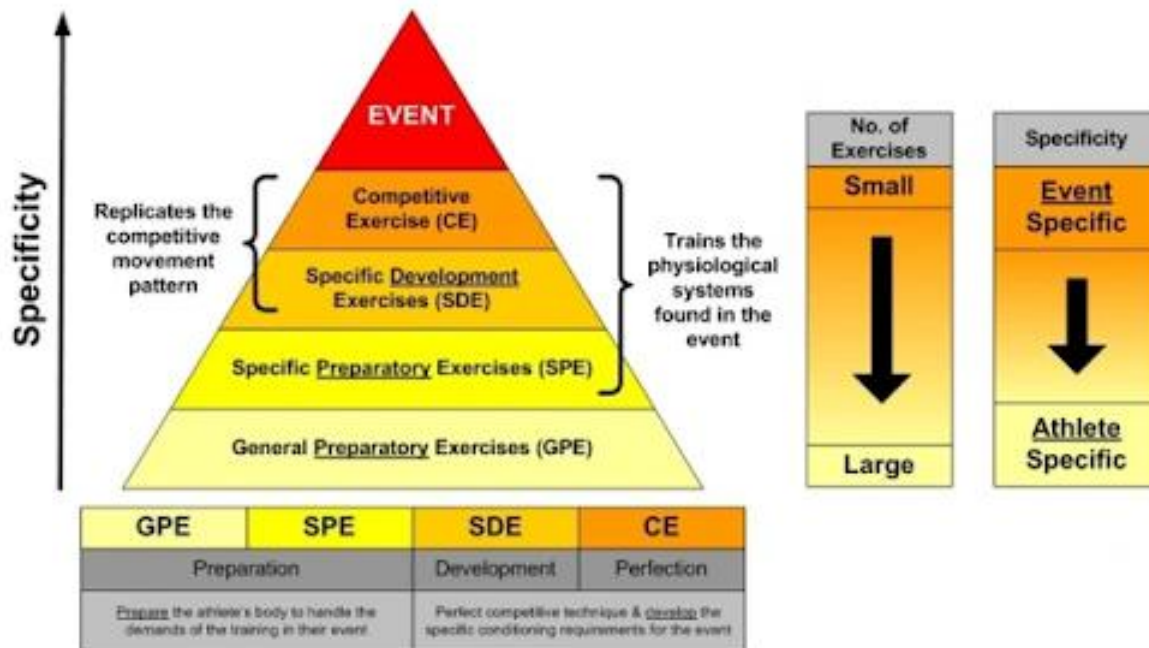 Specificity
EVENT
Competitive
Exercise (CE)
Specific Development
Exercises (SDE)
Specific Preparatory Exercises (SPE)
General Preparatory Exercises (GPE)
Replicates the
competitive
movement
pattern
Trains the
physiological
systems
found in the
event
No. of
Exercises
Small
Large
Specificity
Event
Specific
Athlete
Specific
GPE SPE SDE CE
Preparation Development Perfection
Prepare the athlete's body to handle the
demands of the training in their event
Perfect competitive technique & develop the
specific conditioning requirements for the event